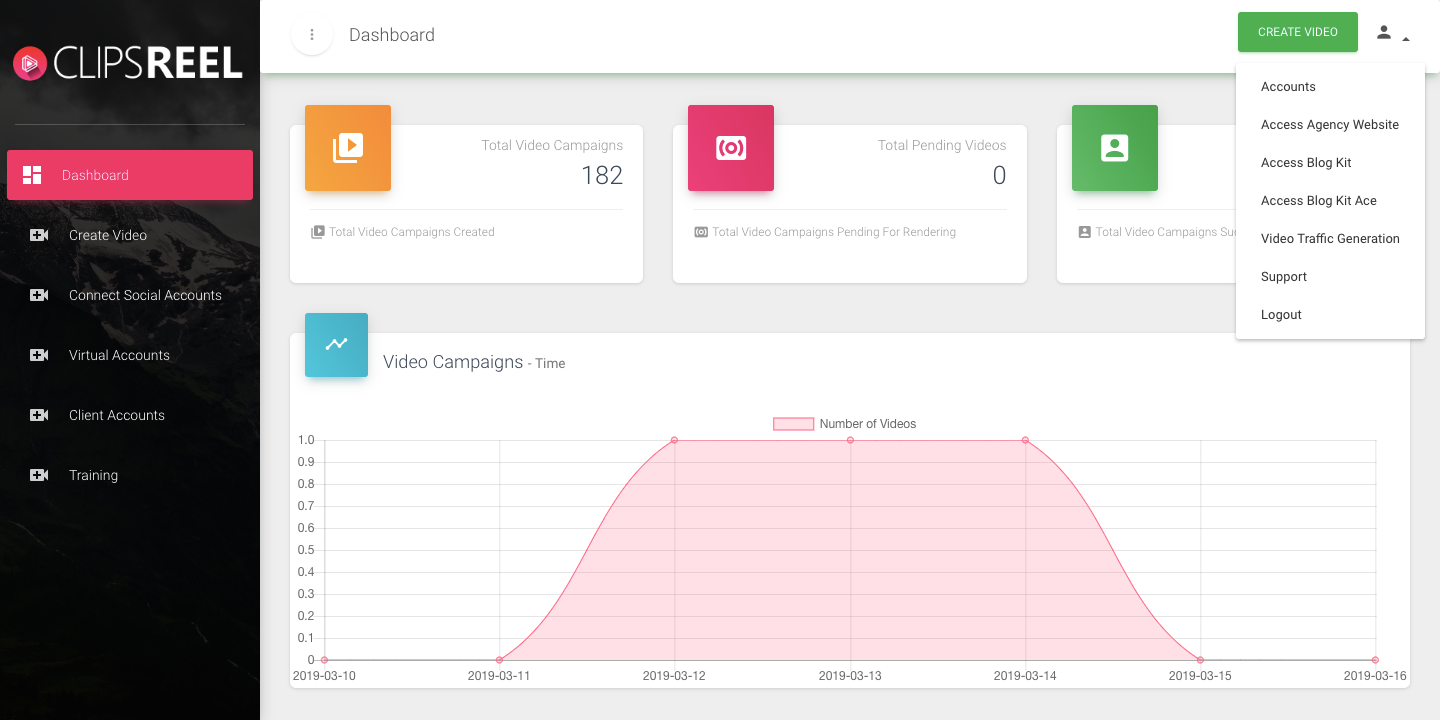 CLIPSREEL
Dashboard
Create Video
Connect Social Accounts
Virtual Accounts
Client Accounts
Training
Dashboard
CREATE VIDEO
Accounts
Access Agency Website
Access Blog Kit
Access Blog Kit Ace
Video Traffic Generation
Support
Logout
Total Video Campaigns
182
Total Video Campaigns Created
Total Pending Videos
0
Total Video Campaigns Pending For Rendering
Total Video Campaigns
Video Campaigns - Time
Number of Videos
1.0
0.9
0.8
0.7
0.6
0.5
0.4
0.3
0.2
0.1
0
2019-03-10 2019-03-11 2019-03-12 2019-03-13 2019-03-14 2019-03-15 2019-03-16